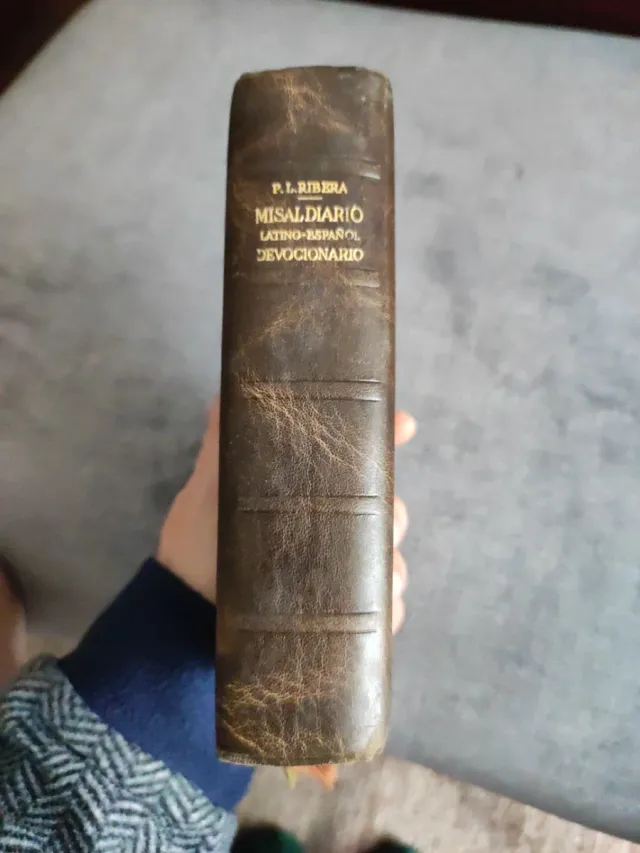 P. L. RIBERA
MISAL DIARIO
LATINO-ESPAÑOL
DEVOCIONARIO